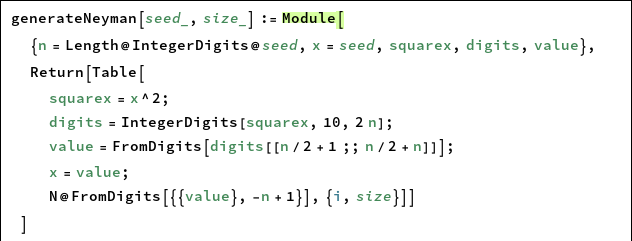 generateNeyman[seed_, size_] := Module[
{n = Length@IntegerDigits@seed, x = seed, squarex, digits, value},
Return[Table[
squarex = x^2;
digits = IntegerDigits[squarex, 10, 2 n];
value = FromDigits[digits[[n/2+1 ;; n/2+n]]];
x = value;
N@FromDigits[{{value}, -n+1}], {i, size}]]
]